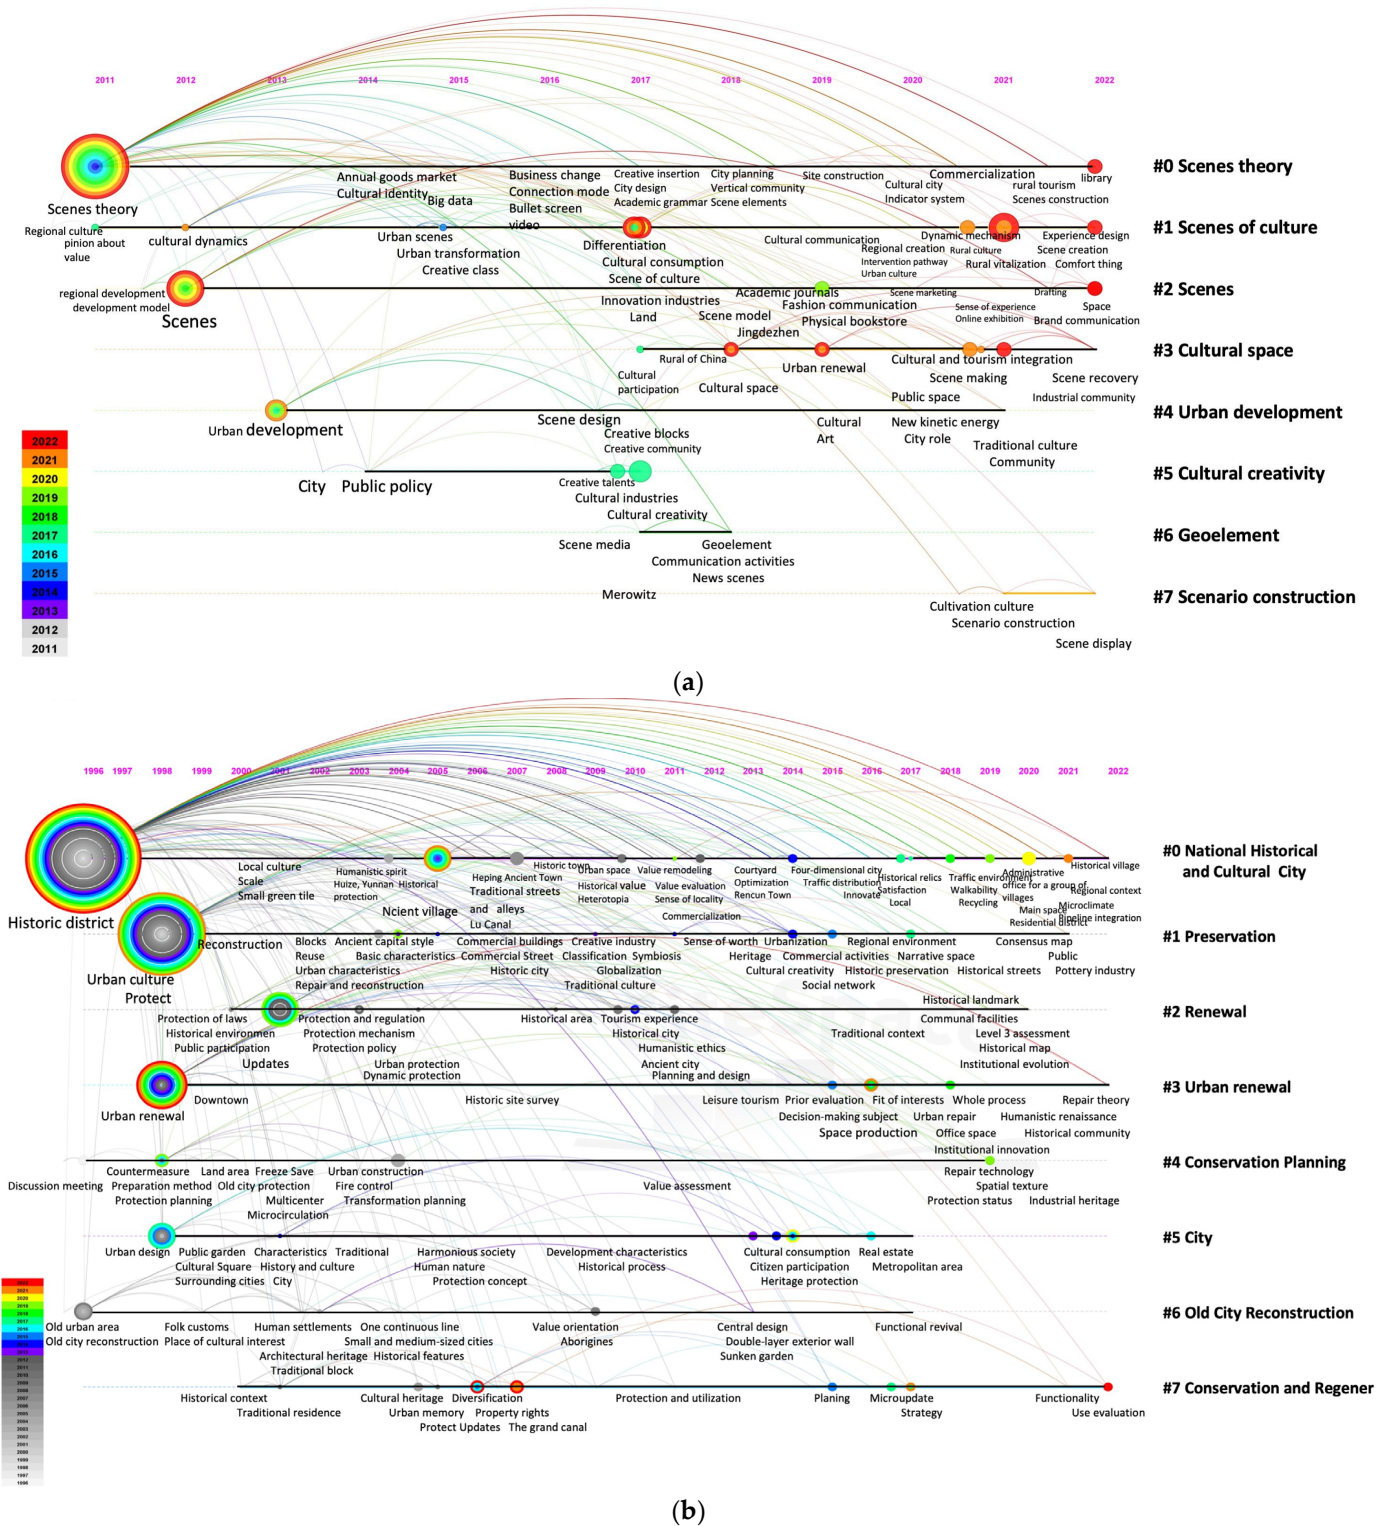 2011 2012 2013 2014 2015 2016 2017 2018 2019 2020 2021 2022
#0 Scenes theory
Scenes theory
Annual goods market
Cultural identity
Big data
Business change
Connection mode
Bullet screen
video
Creative insertion
City design
Academic grammar
City planning
Vertical community
Scene elements
Site construction
Cultural city
Indicator system
Commercialization
rural tourism
Scenes construction
library
#1 Scenes of culture
Regional culture
pinion about
value
cultural dynamics
Urban scenes
Urban transformation
Creative class
Differentiation
Cultural consumption
Scene of culture
Cultural communication
Dynamic mechanism
Regional creation
Rural culture
Intervention pathway
Urban culture
Rural vitalization
Experience design
Scene creation
Comfort thing
#2 Scenes
regional development
development model
Scenes
Innovation industries
Land
Academic journals
Fashion communication
Scene model
Physical bookstore
Jingdezhen
Scene marketing
Sense of experience
Online exhibition
Drafting
Space
Brand communication
#3 Cultural space
Rural of China
Cultural
participation
Cultural space
Urban renewal
Cultural and tourism integration
Scene making
Scene recovery
Public space
Industrial community
#4 Urban development
Urban development
Scene design
Creative blocks
Creative community
Cultural
Art
New kinetic energy
City role
Traditional culture
Community
#5 Cultural creativity
City
Public policy
Creative talents
Cultural industries
Cultural creativity
#6 Geoelement
Scene media
Geoelement
Communication activities
News scenes
Merowitz
#7 Scenario construction
Cultivation culture
Scenario construction
Scene display
2022
2021
2020
2019
2018
2017
2016
2015
2014
2013
2012
2011
(a)
1996 1997 1998 1999 2000 2001 2002 2003 2004 2005 2006 2007 2008 2009 2010 2011 2012 2013 2014 2015 2016 2017 2018 2019 2020 2021 2022
#0 National Historical
and Cultural City
Historic district
Local culture
Scale
Small green tile
Humanistic spirit
Huize, Yunnan Historical
protection
Ncient village
Historic town
Heping Ancient Town
Traditional streets
and alleys
Lu Canal
Urban space
Historical value
Heterotopia
Value remodeling
Value evaluation
Sense of locality
Commercialization
Courtyard
Optimization
Rencun Town
Four-dimensional city
Traffic distribution
Innovate
Historical relics
Satisfaction
Local
Traffic environment
Walkability
Recycling
Administrative
office for a group of
villages
Main space
Residential district
Historical village
Regional context
Microclimate
Pipeline integration
#1 Preservation
Urban culture
Protect
Reconstruction
Blocks
Reuse
Urban characteristics
Repair and reconstruction
Ancient capital style
Basic characteristics
Commercial buildings
Commercial Street
Historic city
Creative industry
Classification Symbiosis
Globalization
Traditional culture
Sense of worth
Heritage
Urbanization
Commercial activities
Cultural creativity
Social network
Regional environment
Narrative space
Historic preservation
Historical streets
Consensus map
Public
Pottery industry
#2 Renewal
Protection of laws
Historical environmen
Public participation
Updates
Protection and regulation
Protection mechanism
Protection policy
Urban protection
Dynamic protection
Historical area
Tourism experience
Historical city
Humanistic ethics
Ancient city
Planning and design
Traditional context
Historical landmark
Communal facilities
Level 3 assessment
Historical map
Institutional evolution
#3 Urban renewal
Urban renewal
Downtown
Historic site survey
Leisure tourism
Prior evaluation
Decision-making subject
Space production
Fit of interests
Urban repair
Office space
Institutional innovation
Whole process
Humanistic renaissance
Historical community
Repair theory
#4 Conservation Planning
Discussion meeting
Countermeasure
Preparation method
Protection planning
Land area
Old city protection
Freeze Save
Multicenter
Microcirculation
Urban construction
Fire control
Transformation planning
Value assessment
Repair technology
Spatial texture
Protection status
Industrial heritage
#5 City
Urban design
Public garden
Cultural Square
Surrounding cities
Characteristics
History and culture
City
Traditional
Harmonious society
Human nature
Protection concept
Development characteristics
Historical process
Cultural consumption
Citizen participation
Heritage protection
Real estate
Metropolitan area
#6 Old City Reconstruction
Old urban area
Old city reconstruction
Folk customs
Place of cultural interest
Human settlements
Architectural heritage
Traditional block
One continuous line
Small and medium-sized cities
Historical features
Value orientation
Aborigines
Central design
Double-layer exterior wall
Sunken garden
Functional revival
#7 Conservation and Regener
Historical context
Traditional residence
Cultural heritage
Urban memory
Protect Updates
Diversification
Property rights
The grand canal
Protection and utilization
Planing
Microupdate
Strategy
Functionality
Use evaluation
(b)